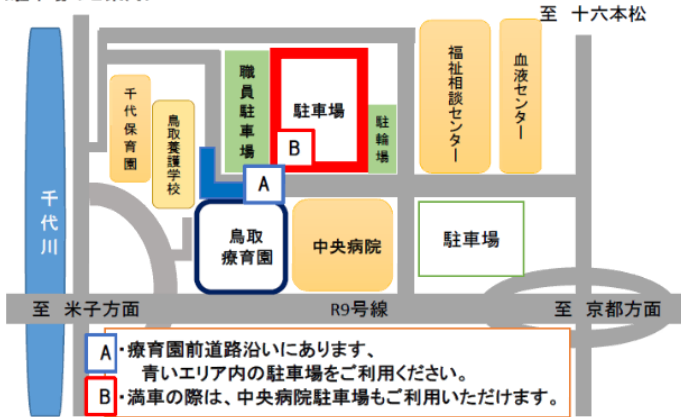 至 十六本松
千代保育園
鳥取養護学校
職員駐車場
駐車場
B
駐輪場
福祉相談センター
血液センター
A
千代川
鳥取
療育園
中央病院
駐車場
至 米子方面
R9号線
至 京都方面
A・療育園前道路沿いにあります、
青いエリア内の駐車場をご利用ください。
B・満車の際は、中央病院駐車場もご利用いただけます。